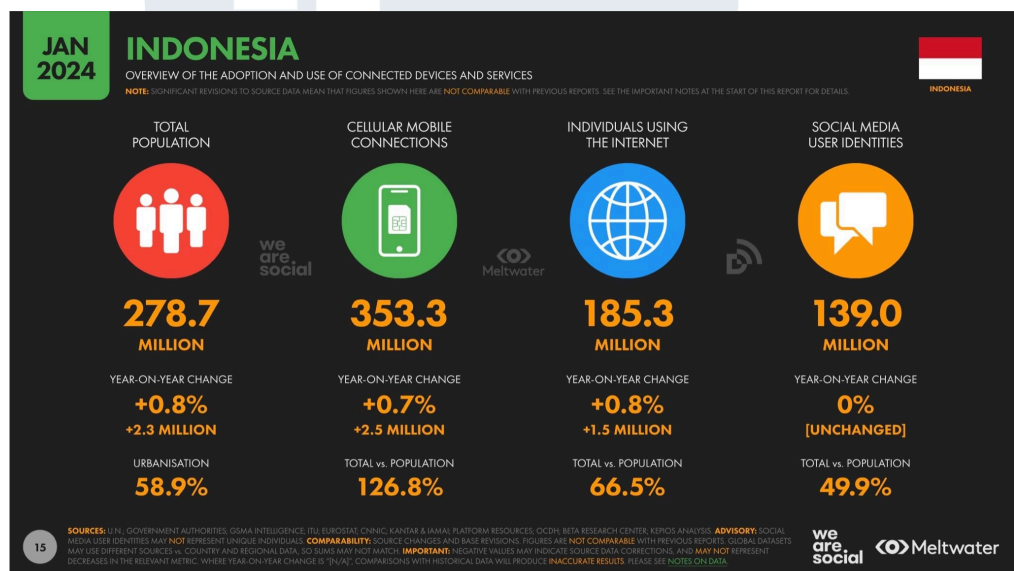 JAN
2024
INDONESIA
OVERVIEW OF THE ADOPTION AND USE OF CONNECTED DEVICES AND SERVICES
NOTE: SIGNIFICANT REVISIONS TO SOURCE DATA MEAN THAT FIGURES SHOWN HERE ARE NOT COMPARABLE WITH PREVIOUS REPORTS. SEE THE IMPORTANT NOTES AT THE START OF THIS REPORT FOR DETAILS.
INDONESIA
TOTAL
POPULATION
278.7
MILLION
YEAR-ON-YEAR CHANGE
+0.8%
+2.3 MILLION
URBANISATION
58.9%
CELLULAR MOBILE
CONNECTIONS
353.3
MILLION
YEAR-ON-YEAR CHANGE
+0.7%
+2.5 MILLION
TOTAL vs. POPULATION
126.8%
INDIVIDUALS USING
THE INTERNET
185.3
MILLION
YEAR-ON-YEAR CHANGE
+0.8%
+1.5 MILLION
TOTAL vs. POPULATION
66.5%
SOCIAL MEDIA
USER IDENTITIES
139.0
MILLION
YEAR-ON-YEAR CHANGE
0%
[UNCHANGED]
TOTAL vs. POPULATION
49.9%
we
are
social
Meltwater
15
SOURCES: U.N.; GOVERNMENT AUTHORITIES; GSMA INTELLIGENCE; ITU; EUROSTAT; CNNIC; KANTAR & IAMAI; PLATFORM RESOURCES; OCDH; BETA RESEARCH CENTER; KEPIOS ANALYSIS. ADVISORY: SOCIAL
MEDIA USER IDENTITIES MAY NOT REPRESENT UNIQUE INDIVIDUALS. COMPARABILITY: SOURCE CHANGES AND BASE REVISIONS. FIGURES ARE NOT COMPARABLE WITH PREVIOUS REPORTS. GLOBAL DATASETS
MAY USE DIFFERENT SOURCES vs. COUNTRY AND REGIONAL DATA, SO SUMS MAY NOT MATCH. IMPORTANT: NEGATIVE VALUES MAY INDICATE SOURCE DATA CORRECTIONS, AND MAY NOT REPRESENT
DECREASES IN THE RELEVANT METRIC. WHERE YEAR-ON-YEAR CHANGE IS "[N/A]", COMPARISONS WITH HISTORICAL DATA WILL PRODUCE INACCURATE RESULTS. PLEASE SEE NOTES ON DATA.
we
are
social
Meltwater